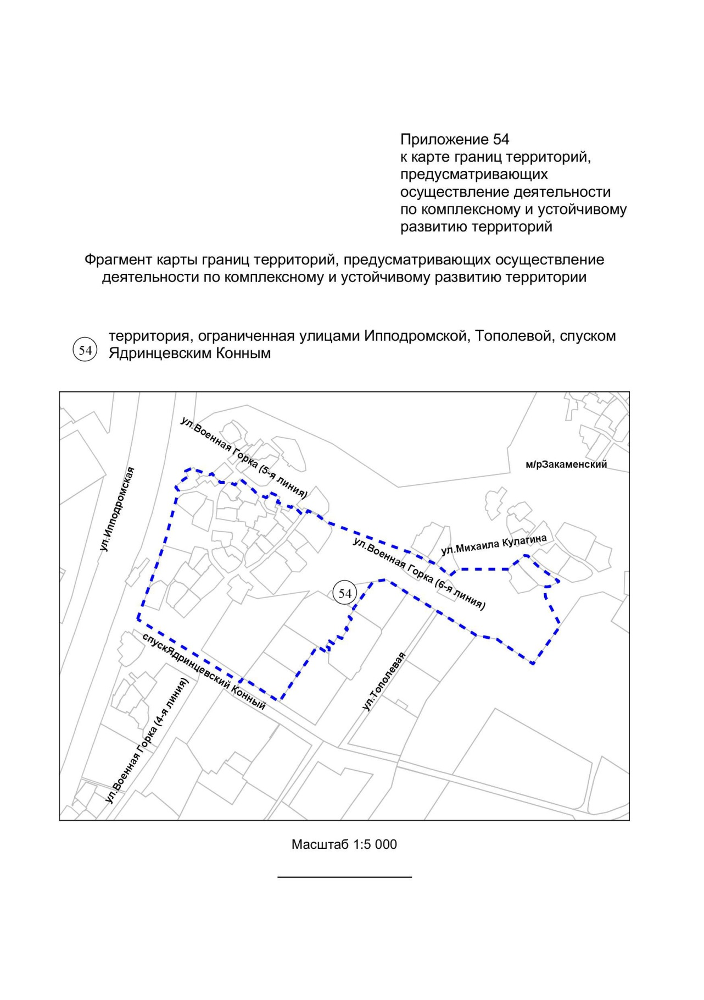 Приложение 54
к карте границ территорий,
предусматривающих
осуществление деятельности
по комплексному и устойчивому
развитию территорий
Фрагмент карты границ территорий, предусматривающих осуществление
деятельности по комплексному и устойчивому развитию территории
54
территория, ограниченная улицами Ипподромской, Тополевой, спуском
Ядринцевским Конным
ул.Военная Горка (5-я линия)
м/рЗакаменский
ул.Ипподромская
ул.Михаила Кулагина
ул.Военная Горка (6-я линия)
54
спускЯдринцевский Конный
ул.Тополевая
ул.Военная Горка (4-я линия)
Масштаб 1:5 000